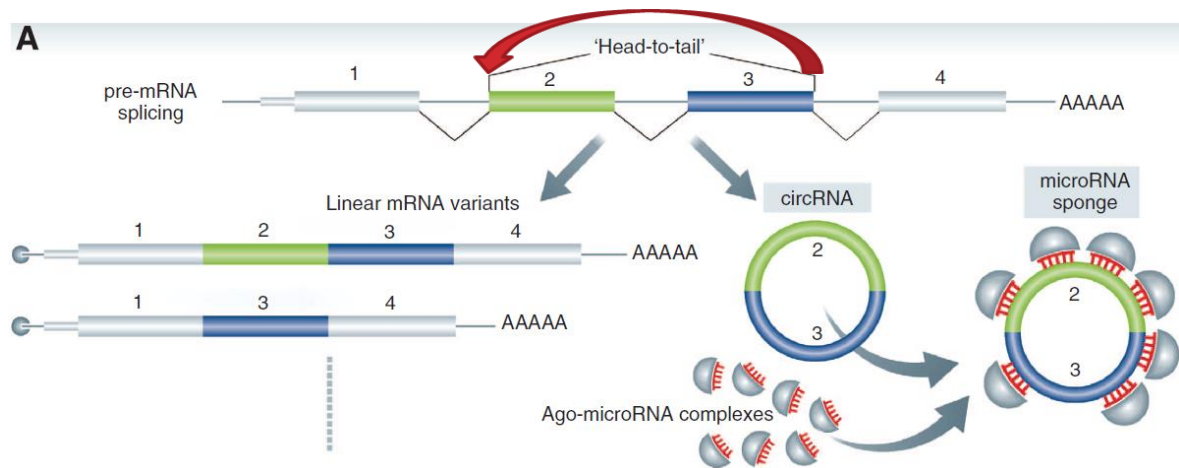 A
'Head-to-tail'
1
2
3
4
pre-mRNA
splicing
AAAAA
Linear mRNA variants
1
2
3
4
AAAAA
1
3
4
AAAAA
circRNA
2
3
microRNA
sponge
2
3
Ago-microRNA complexes